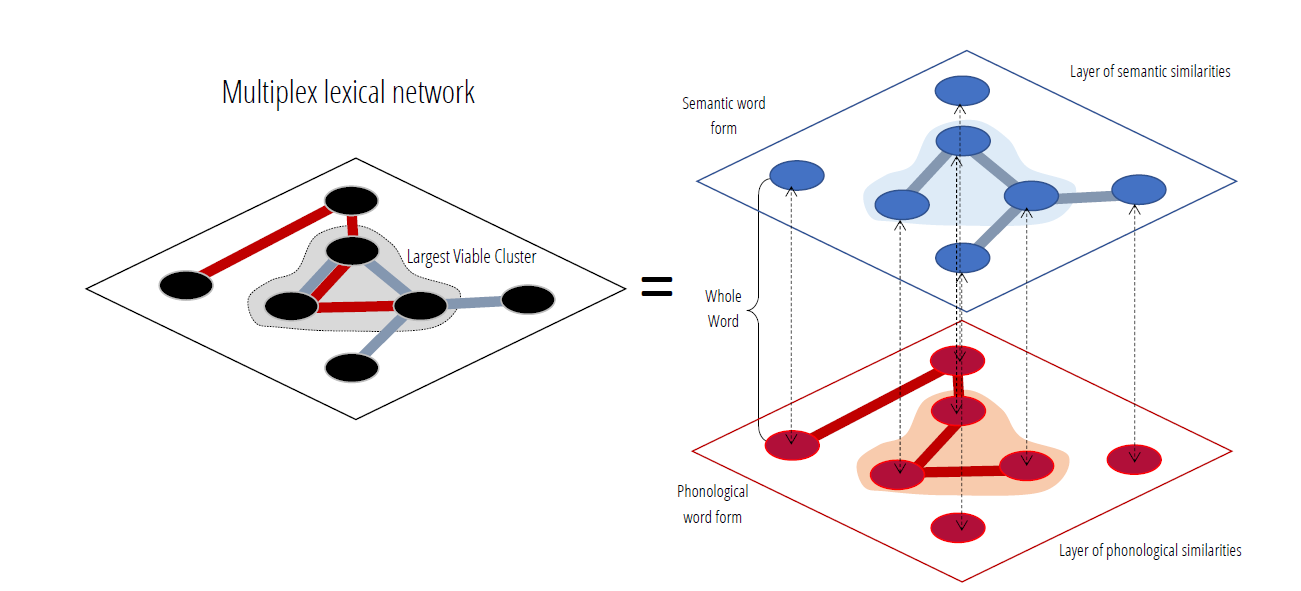 Multiplex lexical network
Largest Viable Cluster
=
Layer of semantic similarities
Semantic word
form
Whole
Word
Phonological
word form
Layer of phonological similarities